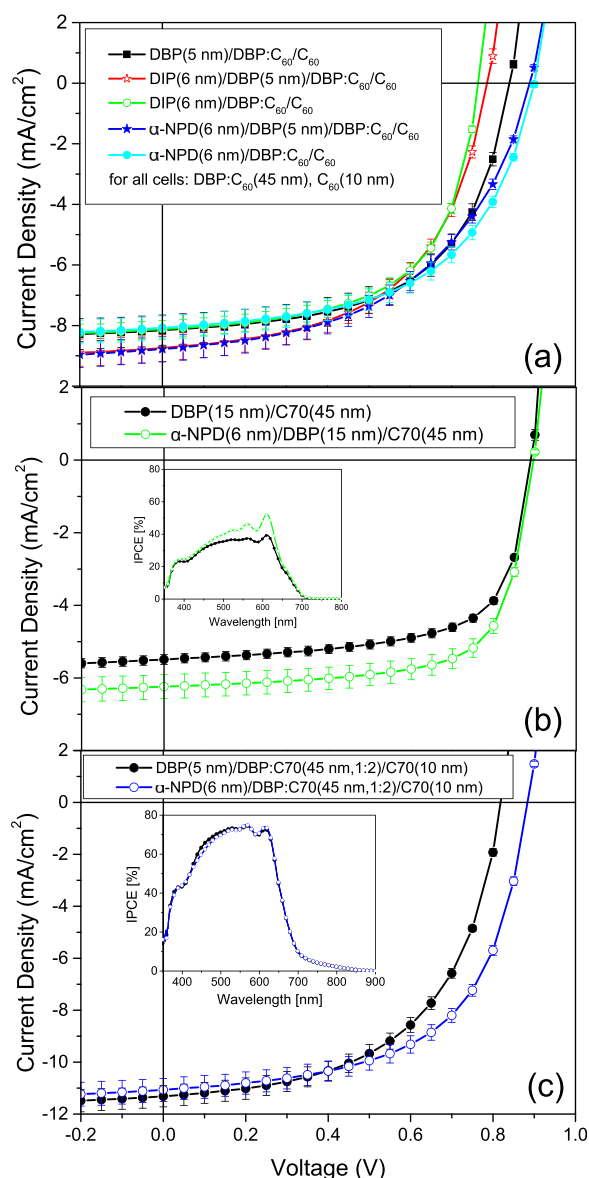 2
0
-2
-4
-6
-8
Current Density (mA/cm²)
DBP(5 nm)/DBP:C₆₀/C₆₀
DIP(6 nm)/DBP(5 nm)/DBP:C₆₀/C₆₀
DIP(6 nm)/DBP:C₆₀/C₆₀
α-NPD(6 nm)/DBP(5 nm)/DBP:C₆₀/C₆₀
α-NPD(6 nm)/DBP:C₆₀/C₆₀
for all cells: DBP:C₆₀(45 nm), C₆₀(10 nm)
(a)
2
0
-2
-4
-6
Current Density (mA/cm²)
DBP(15 nm)/C70(45 nm)
α-NPD(6 nm)/DBP(15 nm)/C70(45 nm)
80
60
40
20
0
IPCE [%]
400 500 600 700 800
Wavelength [nm]
(b)
2
0
-2
-4
-6
-8
-10
-12
Current Density (mA/cm²)
DBP(5 nm)/DBP:C70(45 nm,1:2)/C70(10 nm)
α-NPD(6 nm)/DBP:C70(45 nm,1:2)/C70(10 nm)
80
60
40
20
0
IPCE [%]
400 500 600 700 800 900
Wavelength [nm]
(c)
-0.2 0.0 0.2 0.4 0.6 0.8 1.0
Voltage (V)